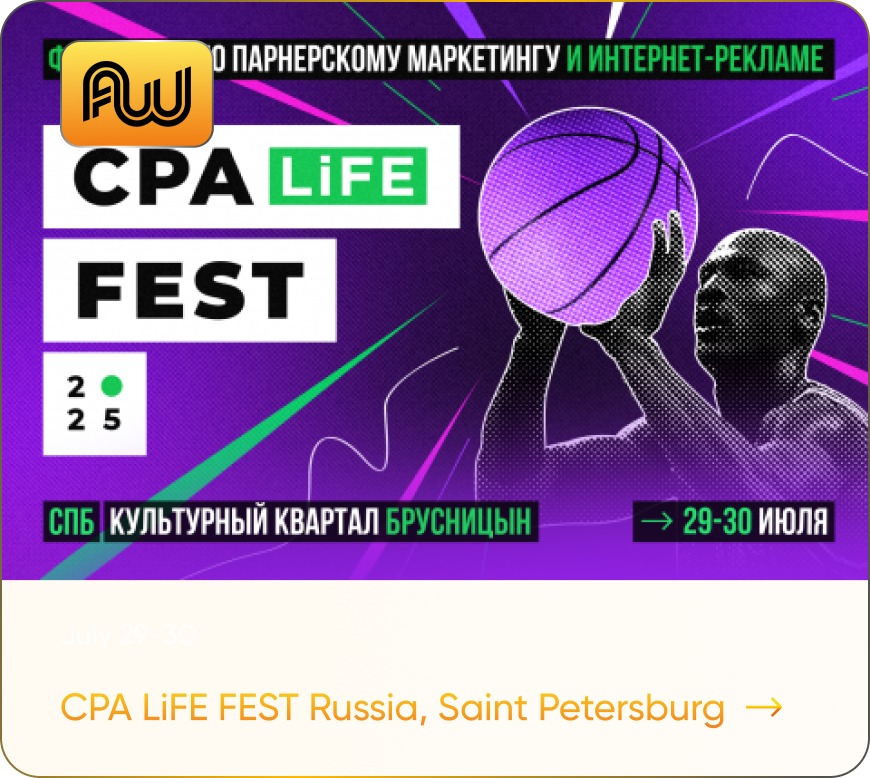 Ю ПАРНЕРСКОМУ МАРКЕТИНГУ И ИНТЕРНЕТ-РЕКЛАМЕ
AW
CPA LiFE
FEST
2
2 5
СПБ КУЛЬТУРНЫЙ КВАРТАЛ БРУСНИЦЫН
→ 29-30 ИЮЛЯ
July 29-30
CPA LiFE FEST Russia, Saint Petersburg →